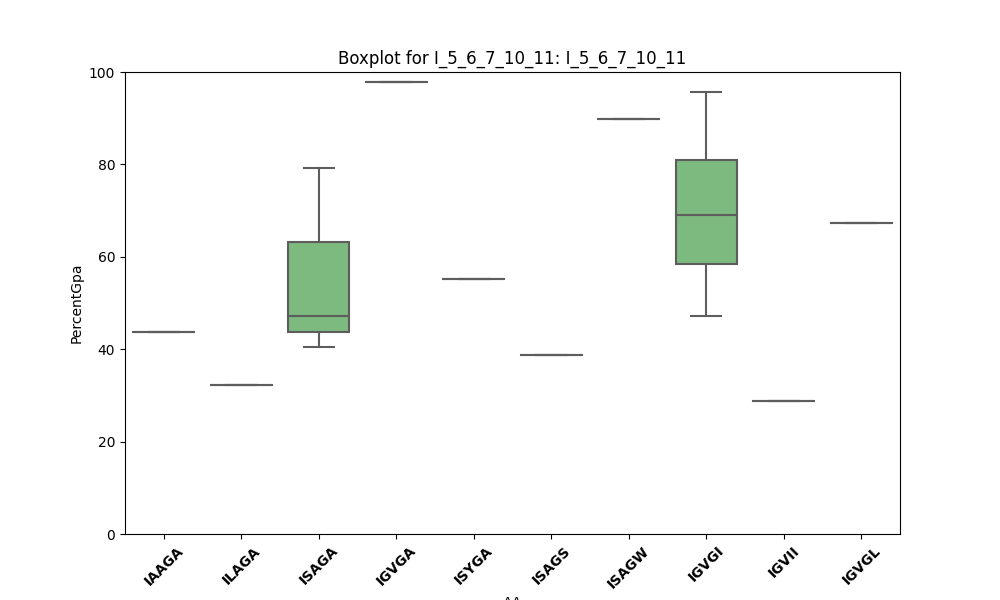 Boxplot for I_5_6_7_10_11: I_5_6_7_10_11
100
80
60
40
20
0
PercentGpa
IAAGA
ILAGA
ISAGA
IGVGA
ISYGA
ISAGS
ISAGW
IGVGI
IGVII
IGVGL